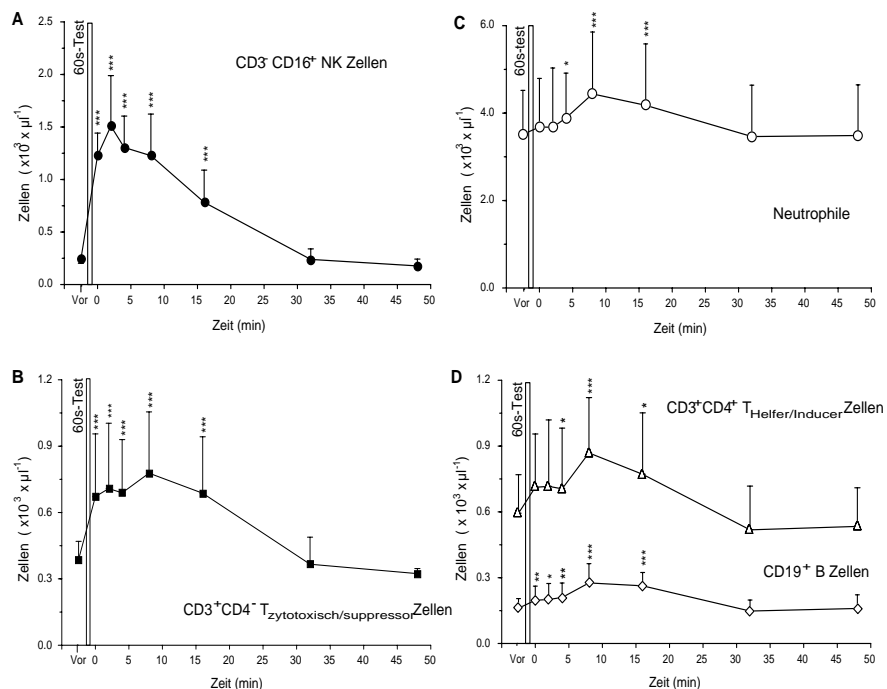 A
60s-Test
***
***
***
***
***
CD3- CD16+ NK Zellen
Zellen ( x10³ x µl-1)
2.5
2.0
1.5
1.0
0.5
0.0
Vor 0 5 10 15 20 25 30 35 40 45 50
Zeit (min)
B
60s-Test
***
***
***
***
***
CD3+CD4- Tzytotoxisch/suppressor Zellen
Zellen ( x10³ x µl-1)
1.2
0.9
0.6
0.3
0.0
Vor 0 5 10 15 20 25 30 35 40 45 50
Zeit (min)
C
60s-test
*
***
***
Neutrophile
Zellen ( x10³ x µl-1)
6.0
4.0
2.0
0.0
Vor 0 5 10 15 20 25 30 35 40 45 50
Zeit (min)
D
60s-Test
*
***
*
CD3+CD4+ THelfer/Inducer Zellen
**
*
**
***
***
CD19+ B Zellen
Zellen ( x 10³ x µl-1)
1.2
0.9
0.6
0.3
0.0
Vor 0 5 10 15 20 25 30 35 40 45 50
Zeit (min)